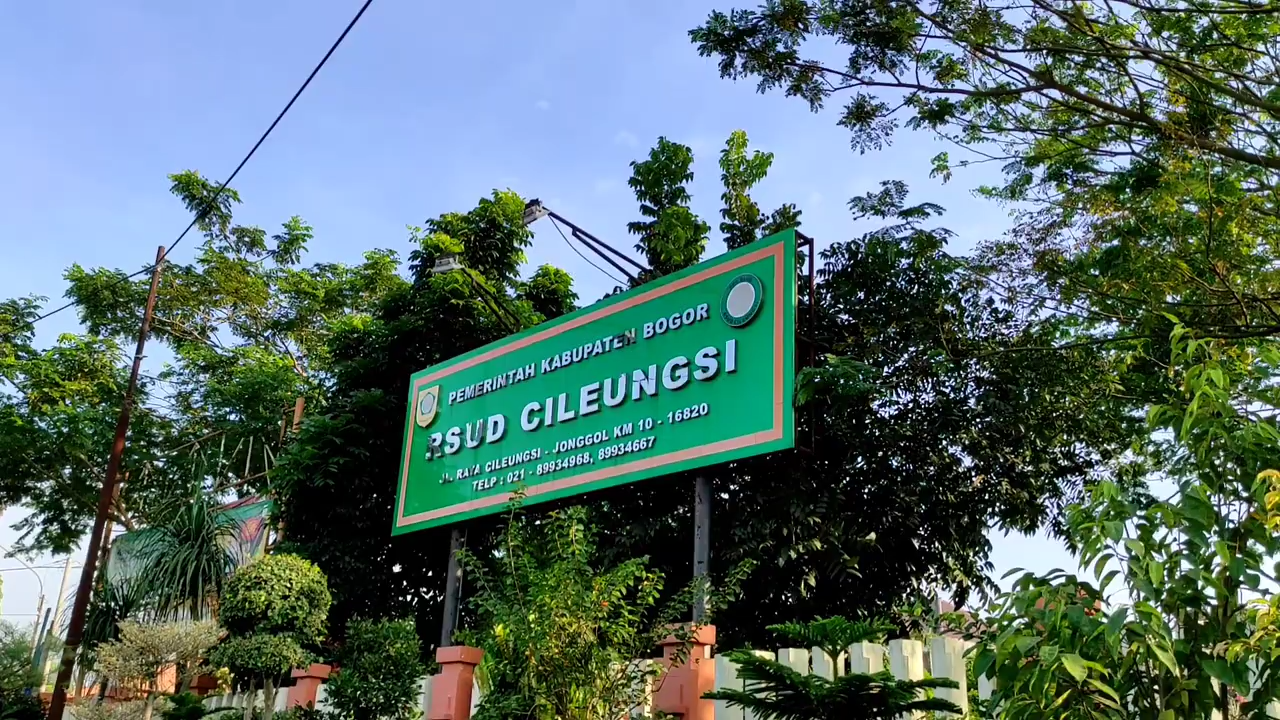 PEMERINTAH KABUPATEN BOGOR
RSUD CILEUNGSI
JL. RAYA CILEUNGSI - JONGGOL KM 10 - 16820
TELP : 021 - 89934968, 89934667